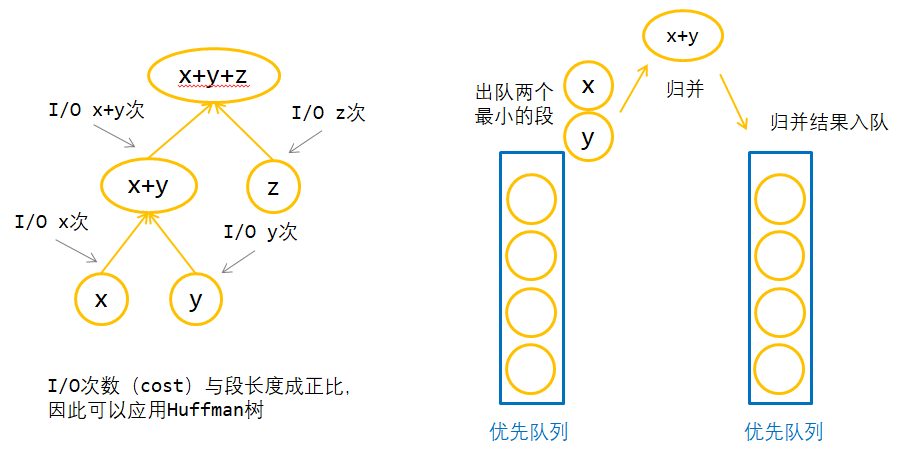 x+y+z
I/O x+y次
I/O z次
x+y
z
I/O x次
I/O y次
x
y
I/O次数（cost）与段长度成正比，
因此可以应用Huffman树
x+y
出队两个
最小的段
x
y
归并
归并结果入队
优先队列
优先队列